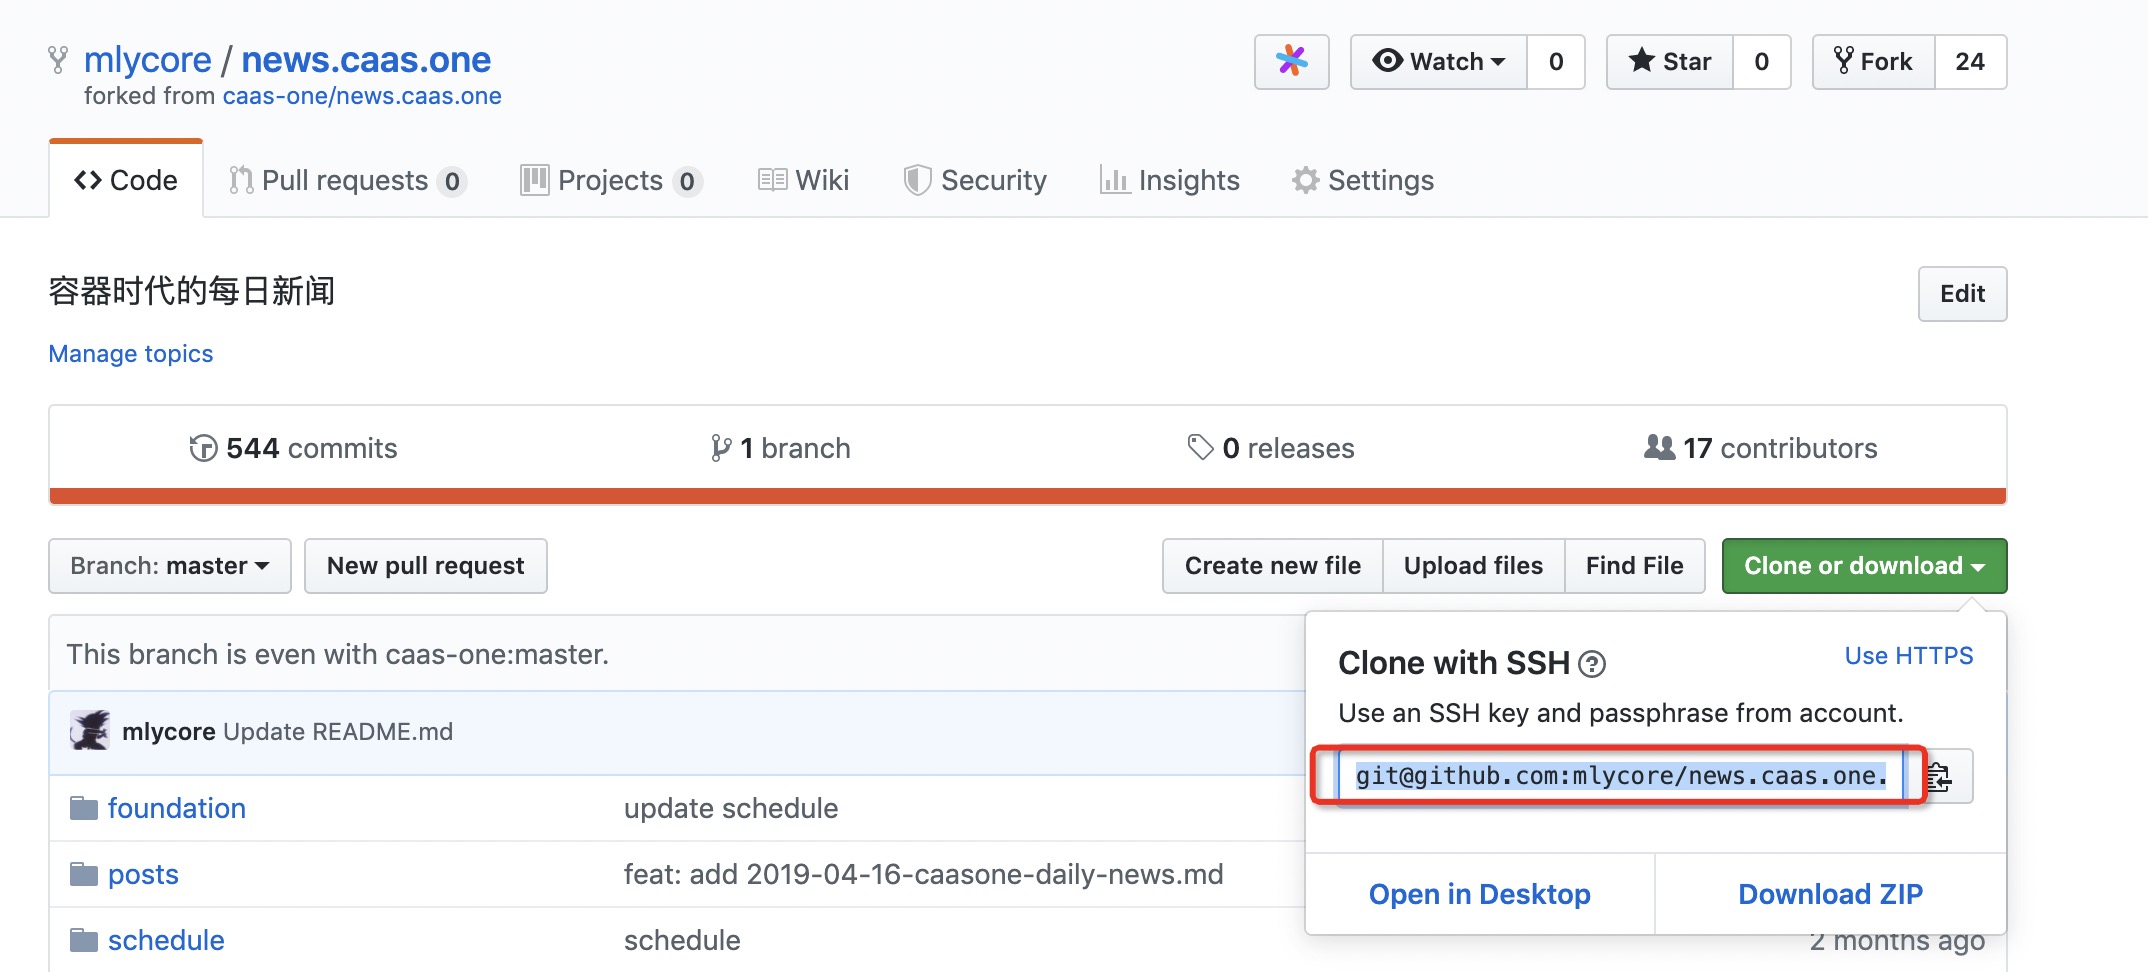 mlycore / news.caas.one
forked from caas-one/news.caas.one
Watch 0 Star 0 Fork 24
Code Pull requests 0 Projects 0 Wiki Security Insights Settings
容器时代的每日新闻
Edit
Manage topics
544 commits 1 branch 0 releases 17 contributors
Branch: master New pull request Create new file Upload files Find File Clone or download
This branch is even with caas-one:master.
mlycore Update README.md
foundation update schedule
posts feat: add 2019-04-16-caasone-daily-news.md
schedule schedule 2 months ago
Clone with SSH Use HTTPS
Use an SSH key and passphrase from account.
git@github.com:mlycore/news.caas.one.
Open in Desktop Download ZIP